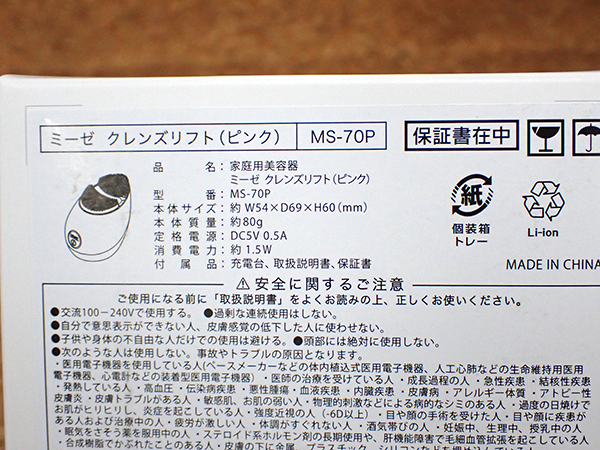 ミーゼ クレンズリフト(ピンク) MS-70P 保証書在中
品名：家庭用美容器
ミーゼ クレンズリフト(ピンク)
型番：MS-70P
本体サイズ：約 W54×D69×H60(mm)
本体質量：約80g
定格電源：DC5V 0.5A
消費電力：約 1.5W
付属品：充電台、取扱説明書、保証書
紙
個装箱
トレー
Li-ion
MADE IN CHINA
⚠安全に関するご注意
ご使用になる前に「取扱説明書」をよくお読みの上、正しくお使いください。
●交流100-240Vで使用する。 ●過剰な連続使用はしない。
●自分で意思表示ができない人、皮膚感覚の低下した人に使わせない。
●子供や身体の不自由な人だけでの使用は避ける。 ●頭部には絶対に使用しない。
●次のような人は使用しない。事故やトラブルの原因となります。
・医用電子機器を使用している人(ペースメーカーなどの体内植込式医用電子機器、人工心肺などの生命維持用医用
電子機器、心電計などの装着型医用電子機器)・医師の治療を受けている人・成長過程の人・急性疾患・結核性疾患
・発熱している人・高血圧・伝染病疾患・悪性腫瘍・血液疾患・内臓疾患・皮膚病・アレルギー体質・アトピー性
皮膚炎・皮膚トラブルがある人・敏感肌、お肌の弱い人・物理的刺激などによる病的なシミのある人・過度の日焼けで
お肌がヒリヒリし、炎症を起こしている人・強度近視の人(-6D以上)・目や顔の手術を受けた人・目や顔に疾患が
ある人および治療中の人・疲労が激しい人・体調がすぐれない人・酒気帯びの人・妊娠中、生理中、授乳中の人
・眠気をさそう薬を服用中の人・ステロイド系ホルモン剤の長期使用や、肝機能障害で毛細血管拡張を起こしている人
・合成樹脂でかぶれたことのある人